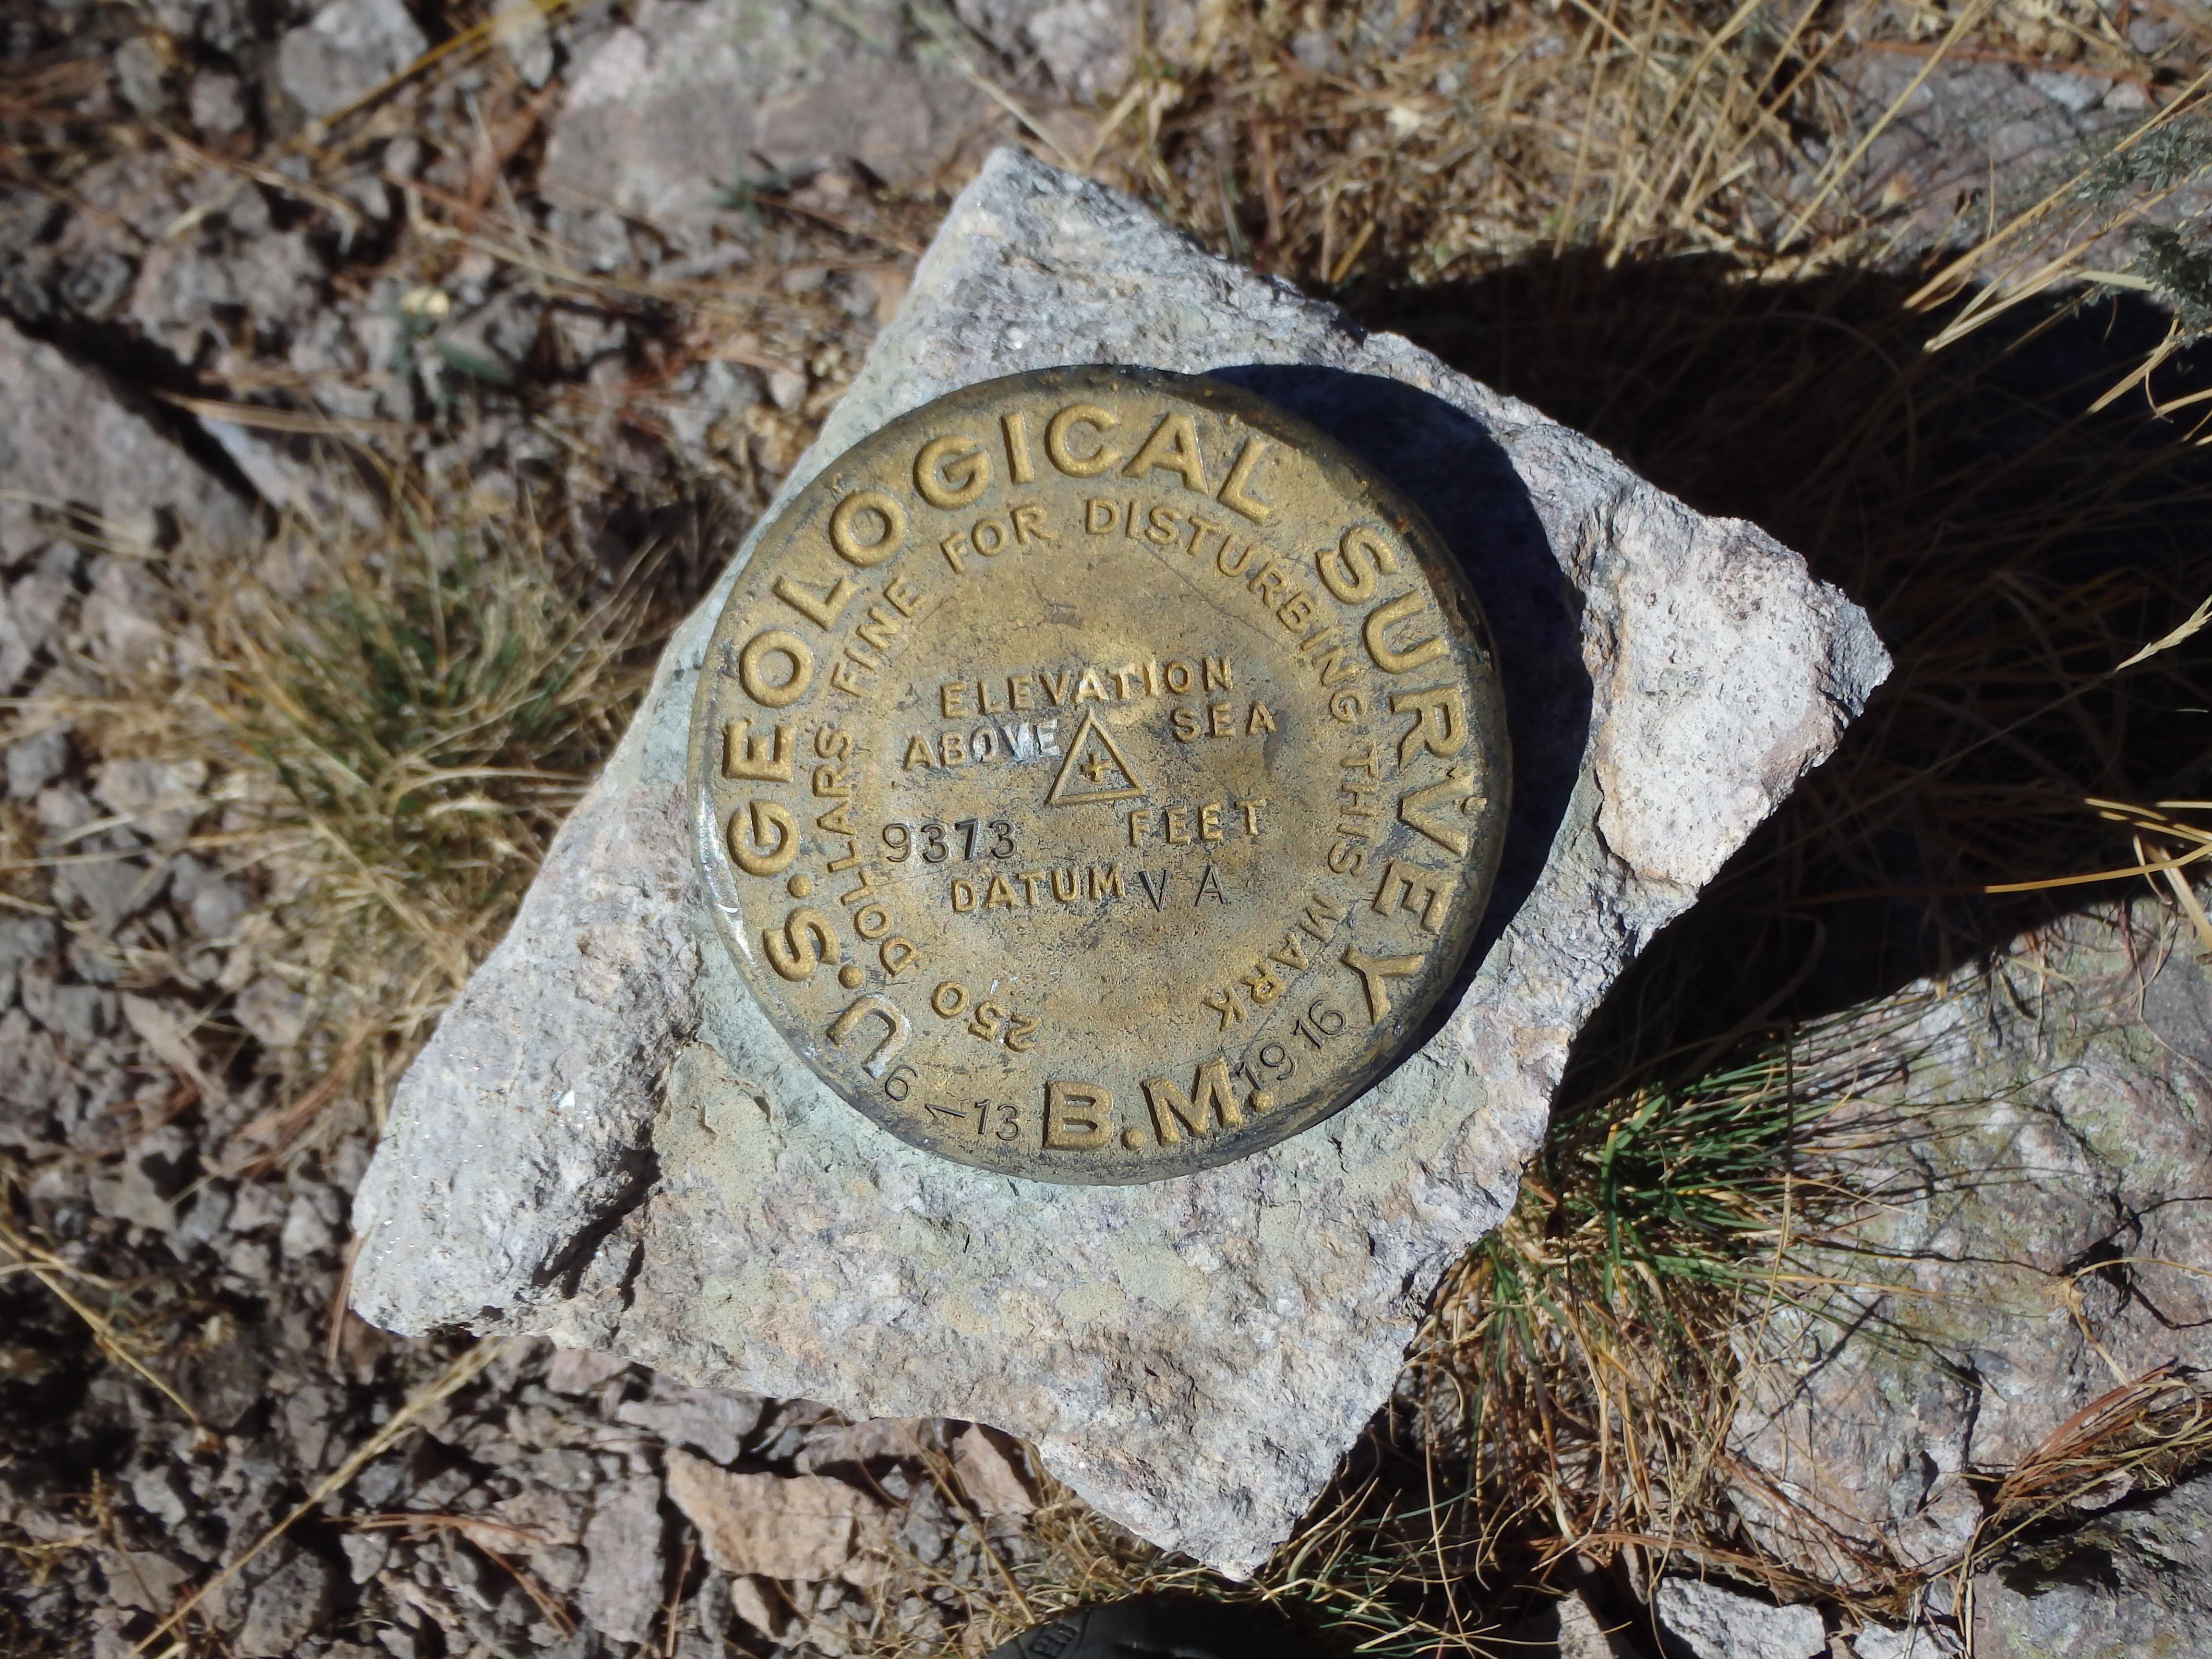 U.S. GEOLOGICAL SURVEY
250 DOLLARS FINE FOR DISTURBING THIS MARK
ELEVATION
ABOVE SEA
9373 FEET
DATUM V A
6-13 B.M. 1916